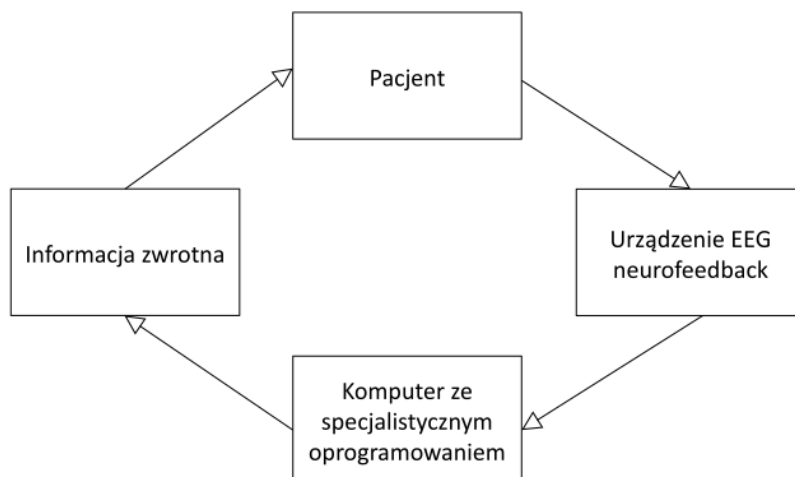 Pacjent
Informacja zwrotna
Urządzenie EEG
neurofeedback
Komputer ze
specjalistycznym
oprogramowaniem